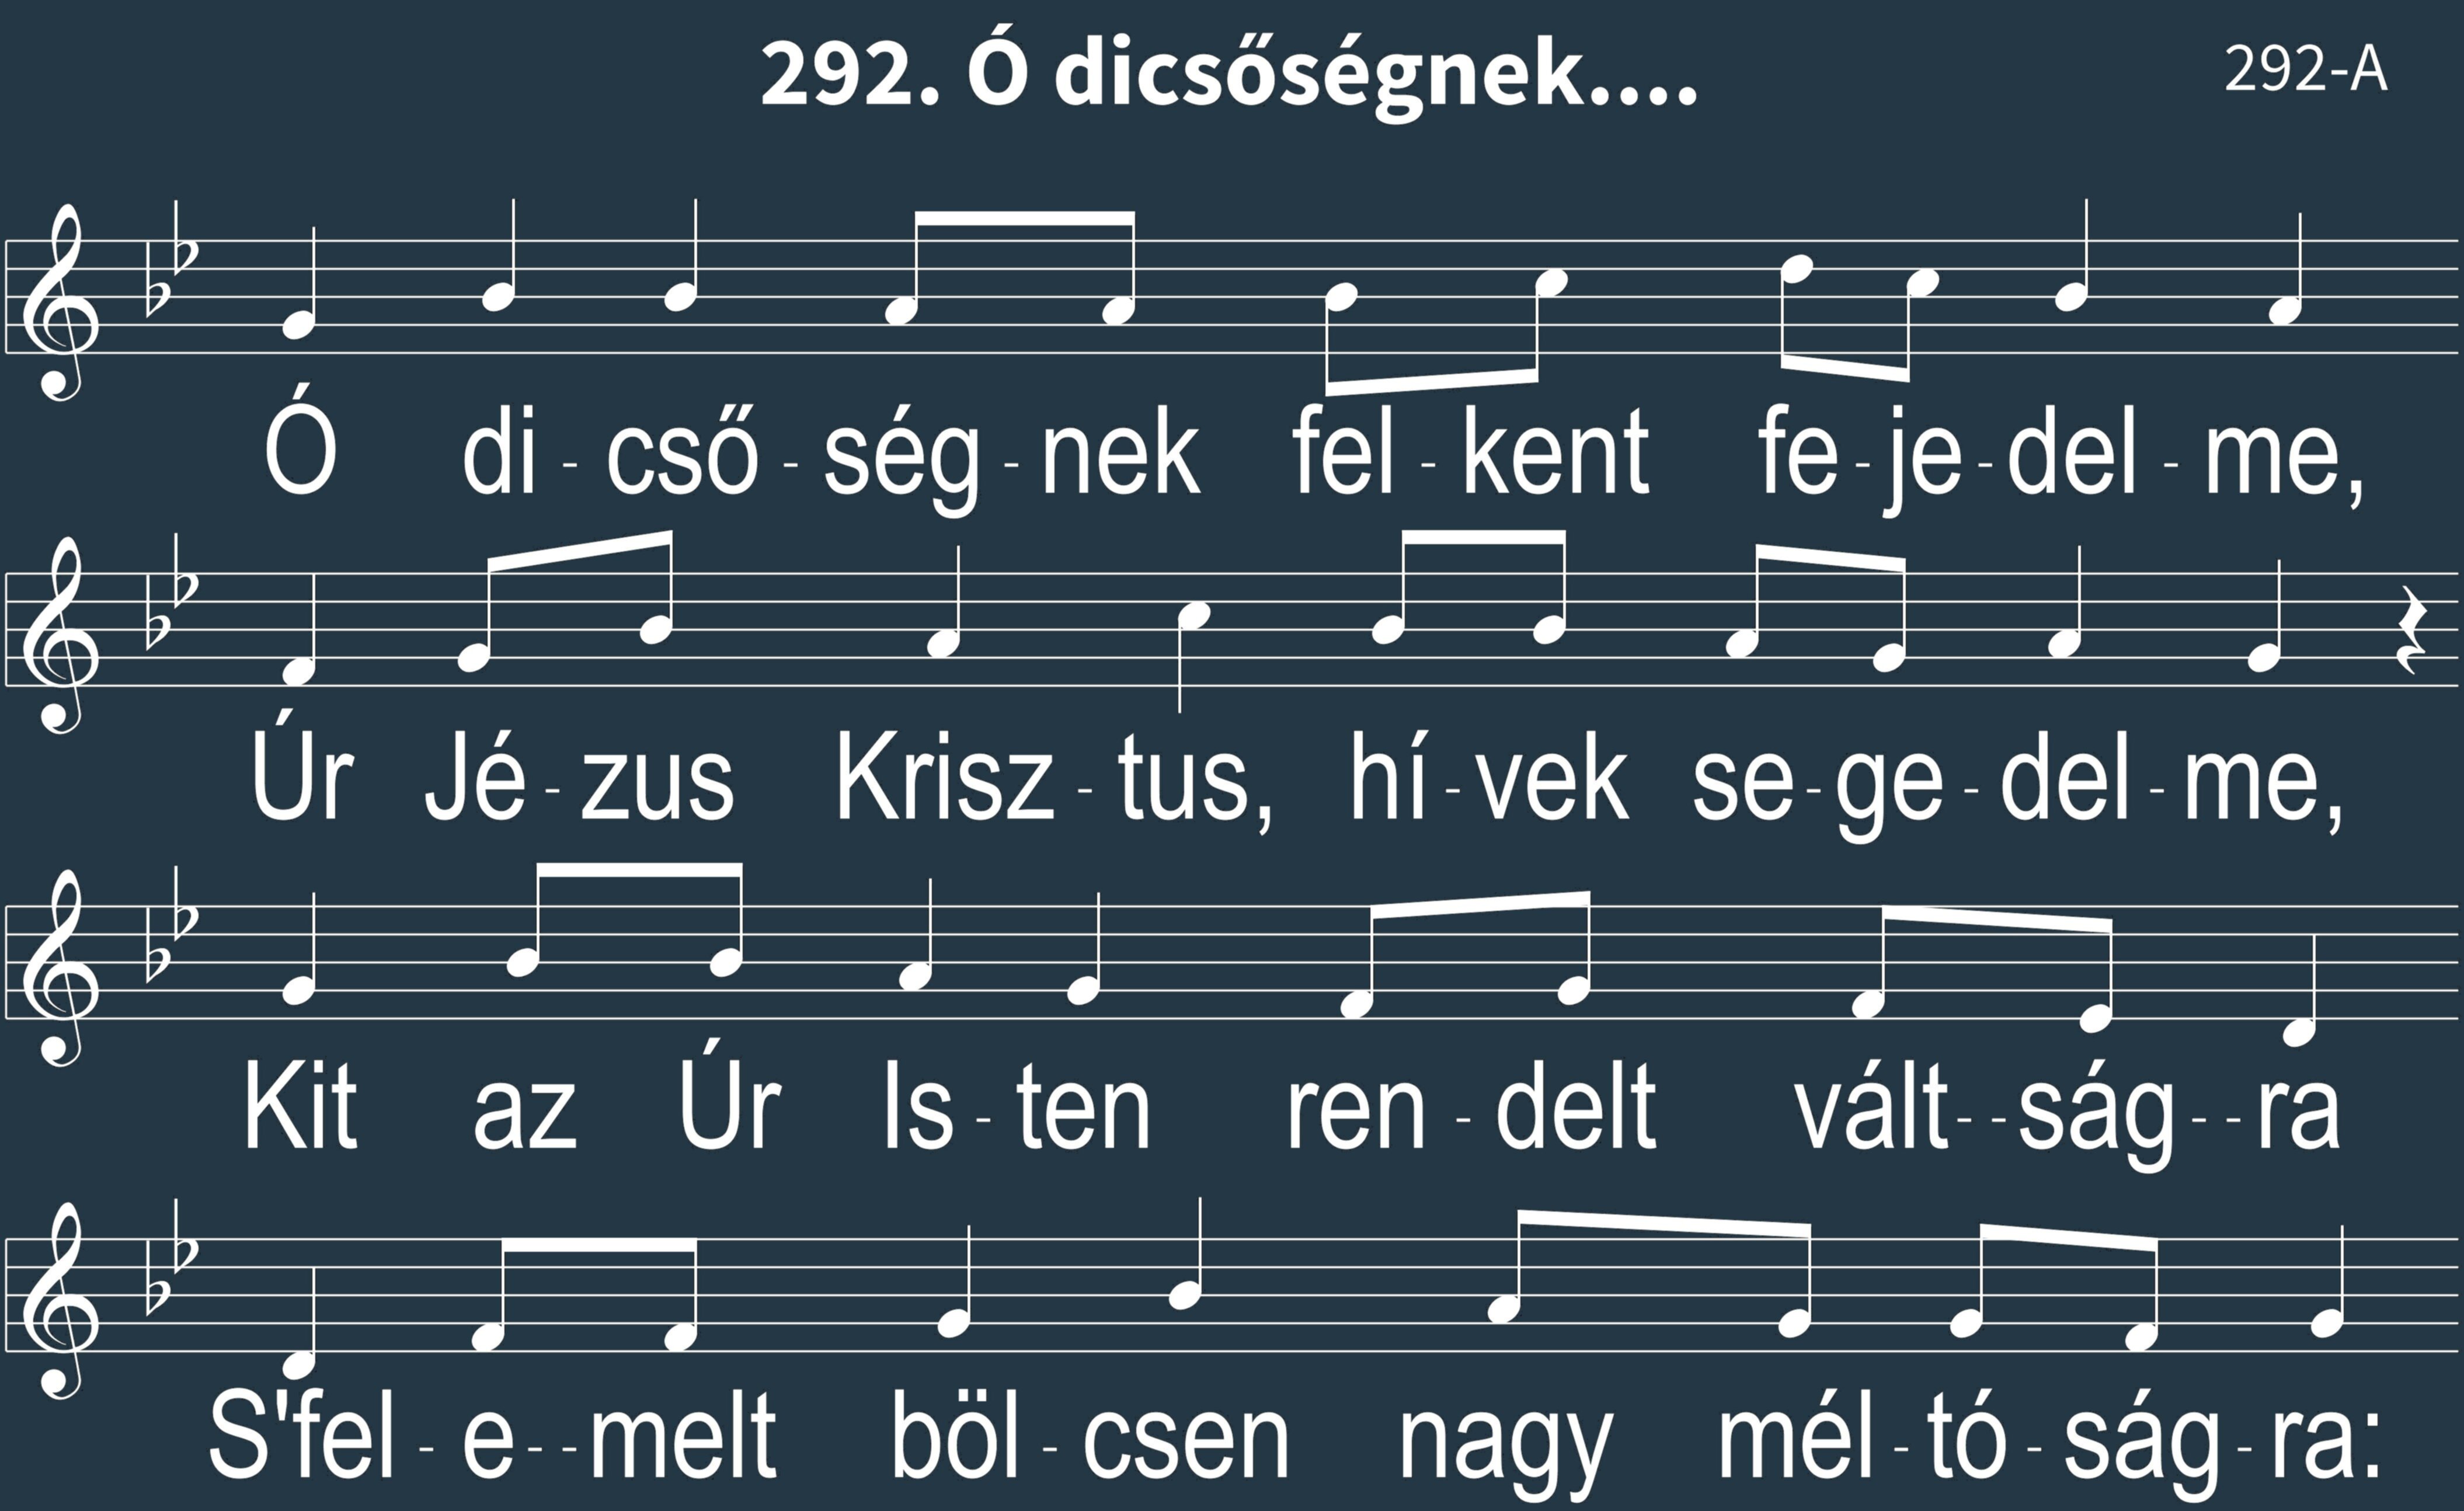 292. Ó dicsőségnek.... 292-A
Ó di - cső - ség - nek fel - kent fe - je - del - me,
Úr Jé - zus Krisz - tus, hí - vek se - ge - del - me,
Kit az Úr Is - ten ren - delt vált - - ság - - ra
S'fel - e - - melt böl - csen nagy mél - tó - ság - ra: